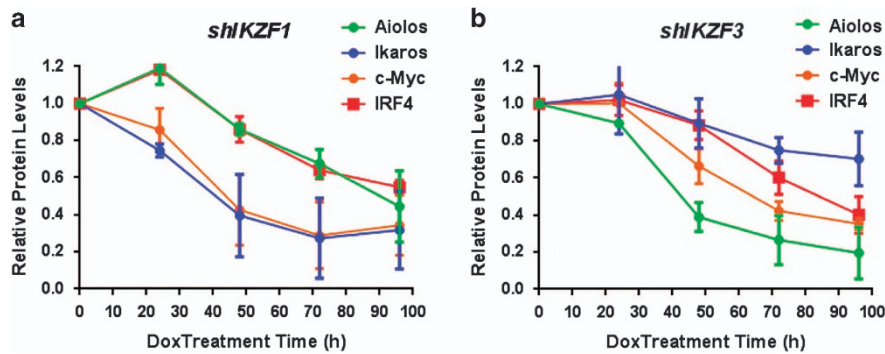 a
shIKZF1
Aiolos
Ikaros
c-Myc
IRF4
Relative Protein Levels
1.2
1.0
0.8
0.6
0.4
0.2
0.0
0 10 20 30 40 50 60 70 80 90 100
DoxTreatment Time (h)
b
shIKZF3
Aiolos
Ikaros
c-Myc
IRF4
Relative Protein Levels
1.2
1.0
0.8
0.6
0.4
0.2
0.0
0 10 20 30 40 50 60 70 80 90 100
DoxTreatment Time (h)